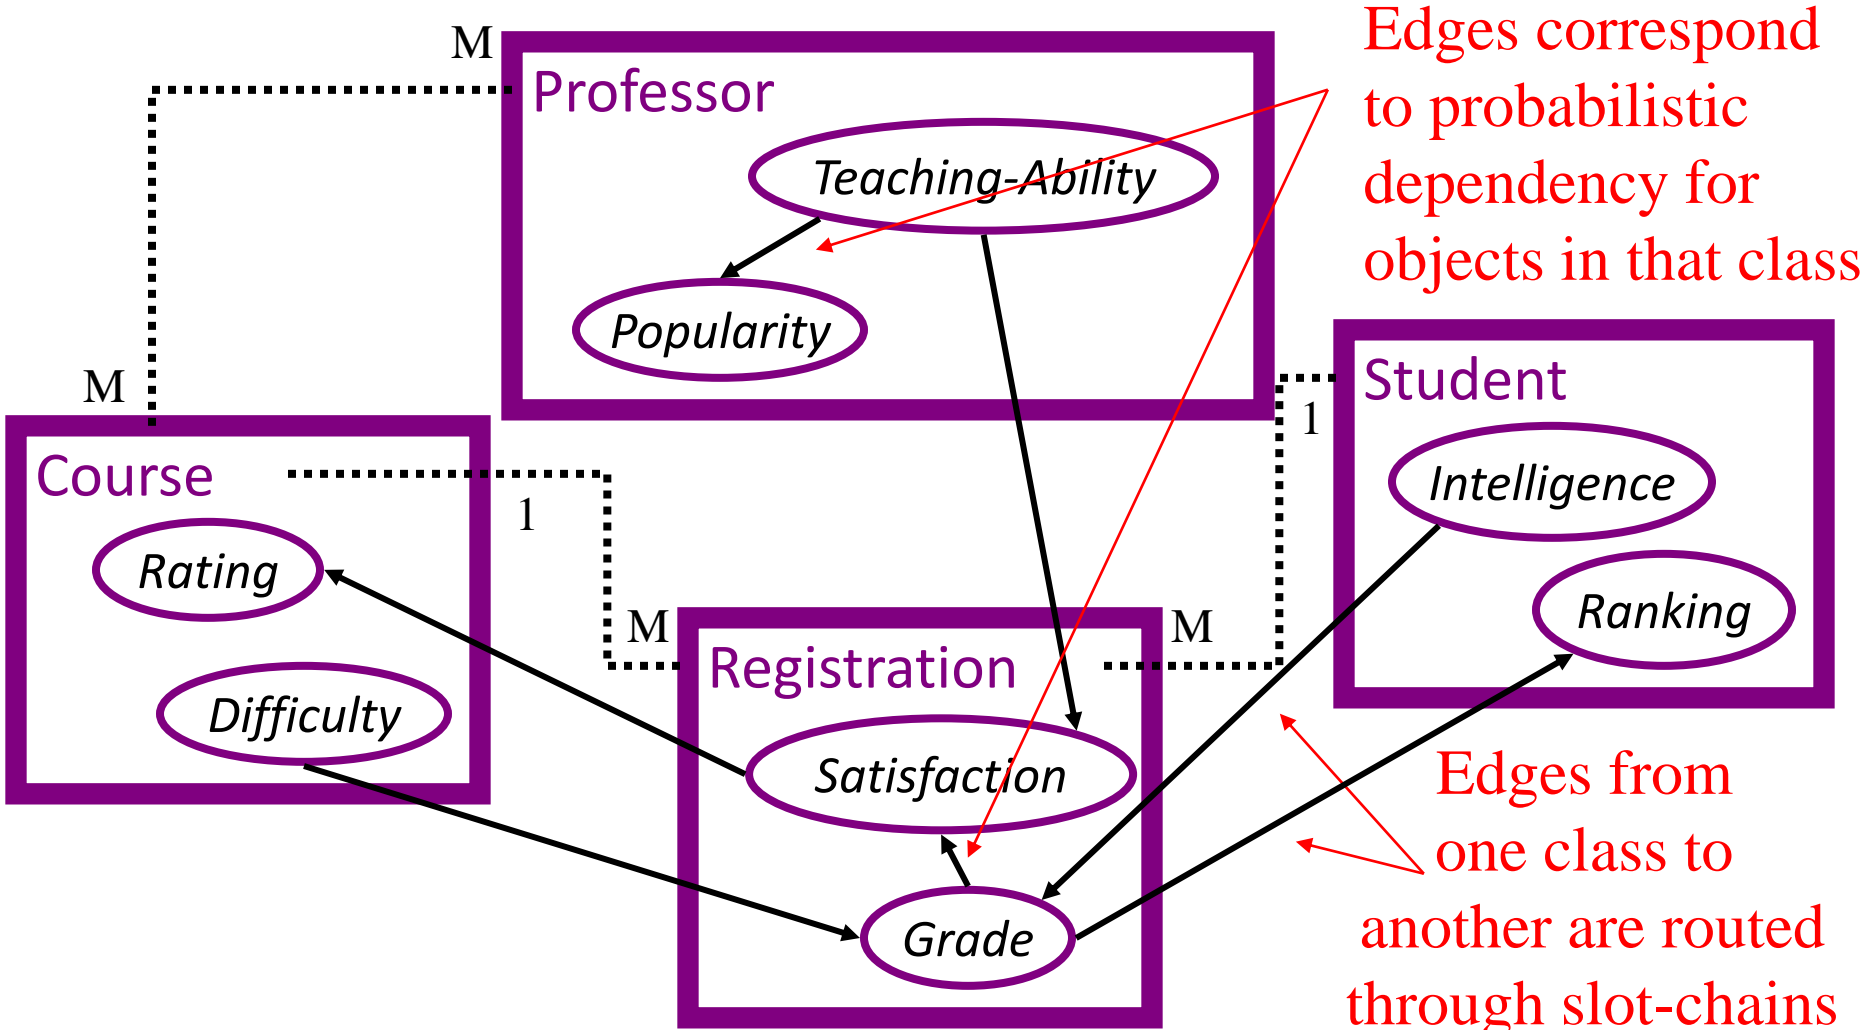 Edges correspond
to probabilistic
dependency for
objects in that class
M
Professor
Teaching-Ability
Popularity
M
Course
1
Rating
Difficulty
1
Student
Intelligence
Ranking
M
M
Registration
Satisfaction
Grade
Edges from
one class to
another are routed
through slot-chains